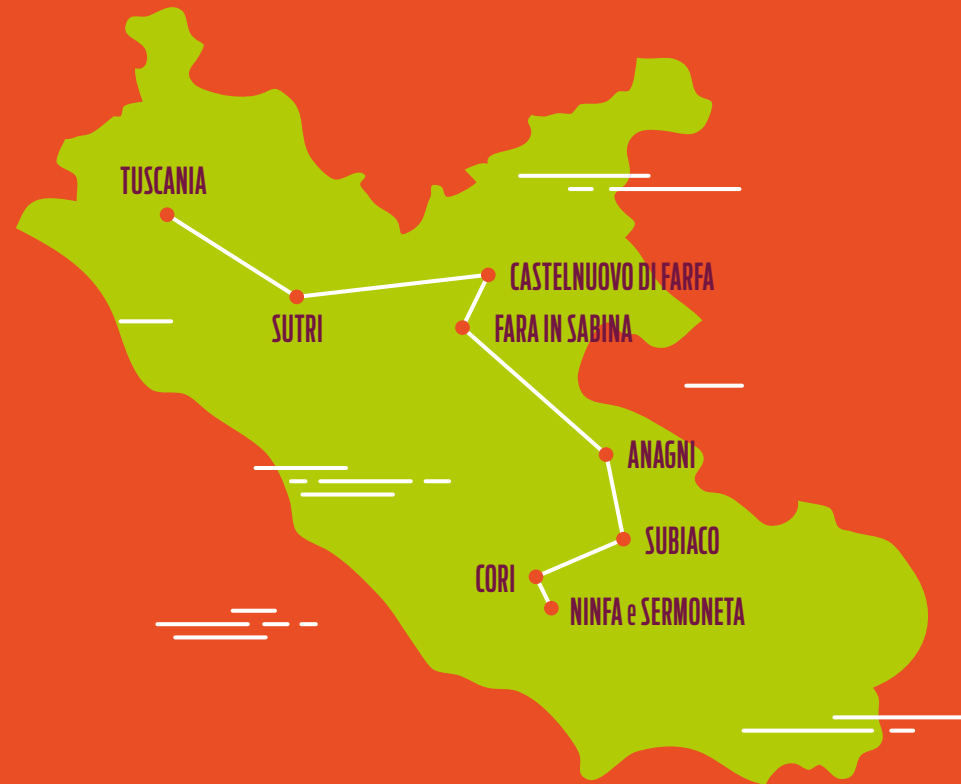 TUSCANIA
CASTELNUOVO DI FARFA
SUTRI
FARA IN SABINA
ANAGNI
SUBIACO
CORI
NINFA e SERMONETA